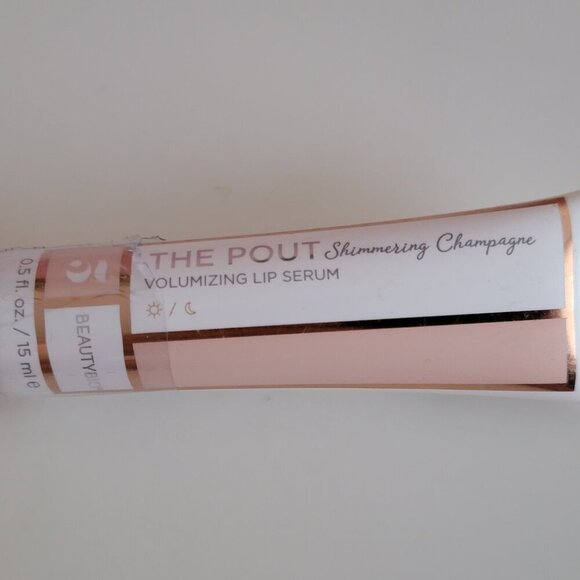 THE POUT Shimmering Champagne
VOLUMIZING LIP SERUM
/
BEAUTYBIO
0.5 fl. oz. / 15 ml e